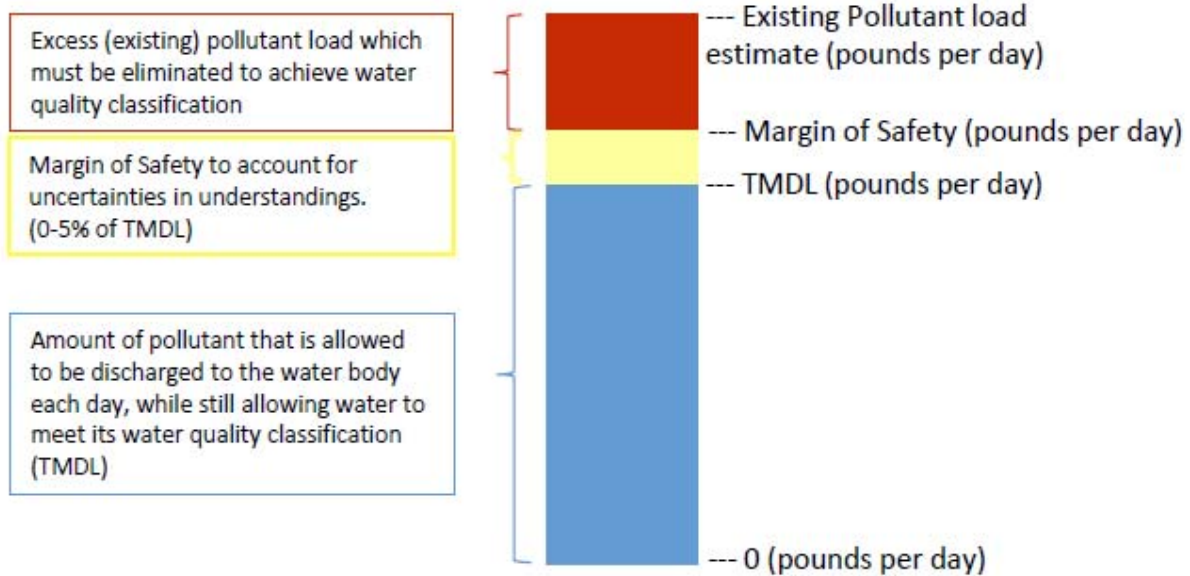 Excess (existing) pollutant load which
must be eliminated to achieve water
quality classification
Margin of Safety to account for
uncertainties in understandings.
(0-5% of TMDL)
Amount of pollutant that is allowed
to be discharged to the water body
each day, while still allowing water to
meet its water quality classification
(TMDL)
--- Existing Pollutant load
estimate (pounds per day)
--- Margin of Safety (pounds per day)
--- TMDL (pounds per day)
--- 0 (pounds per day)